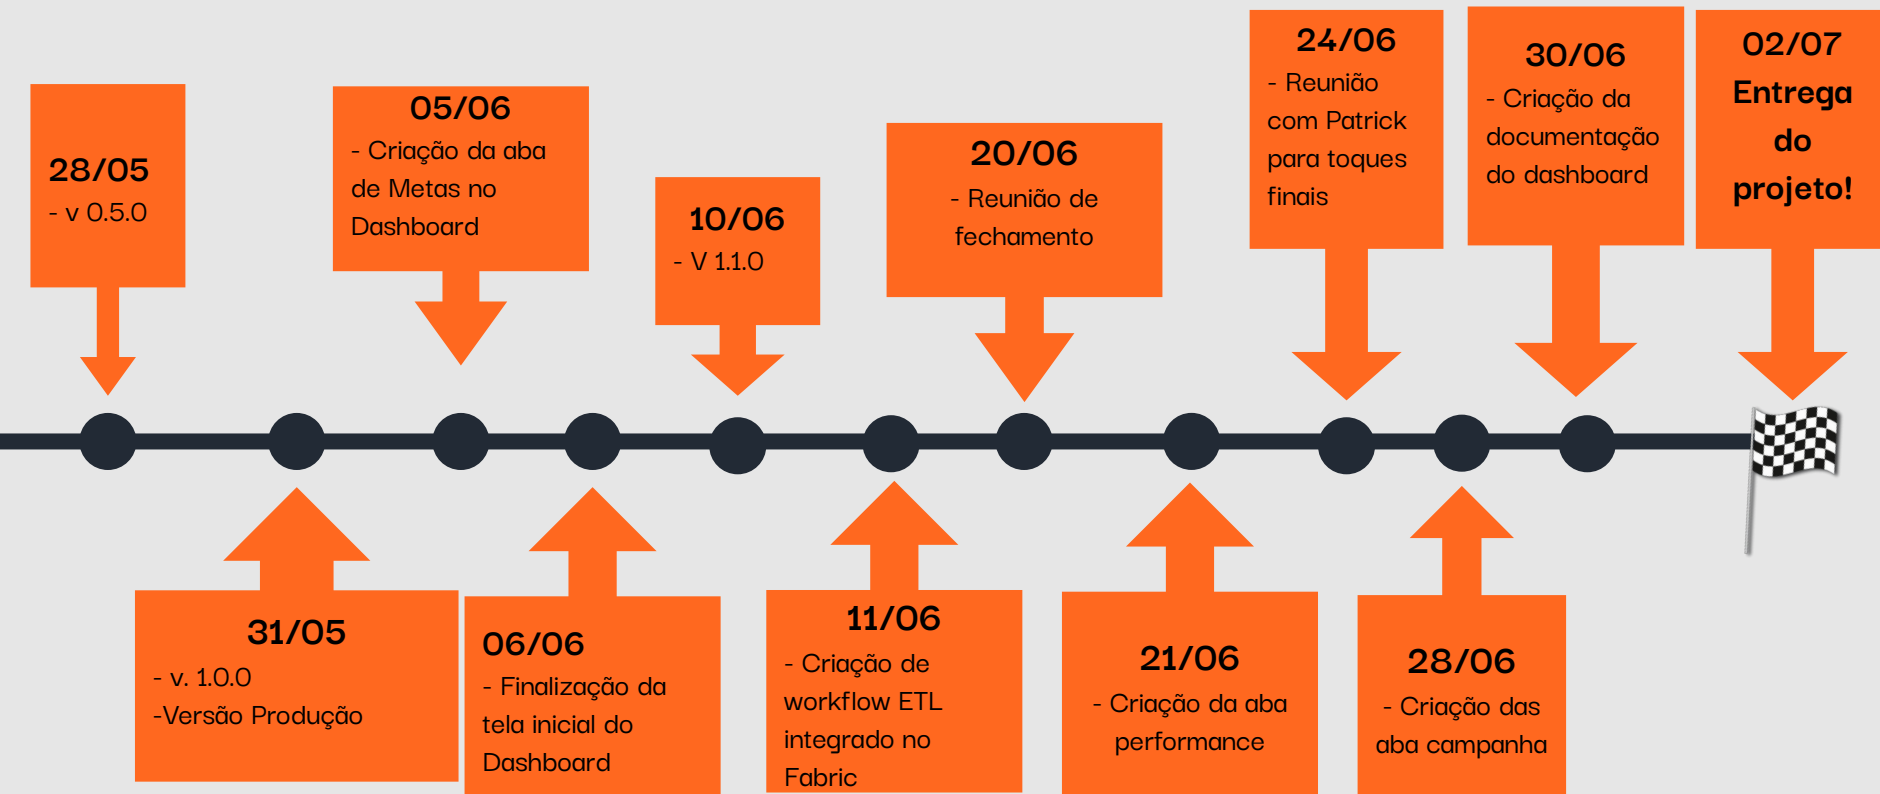 28/05
- v 0.5.0
31/05
- v. 1.0.0
-Versão Produção
05/06
- Criação da aba
de Metas no
Dashboard
06/06
- Finalização da
tela inicial do
Dashboard
10/06
- V 1.1.0
11/06
- Criação de
workflow ETL
integrado no
Fabric
20/06
- Reunião de
fechamento
21/06
- Criação da aba
performance
24/06
- Reunião
com Patrick
para toques
finais
28/06
- Criação das
aba campanha
30/06
- Criação da
documentação
do dashboard
02/07
Entrega
do
projeto!